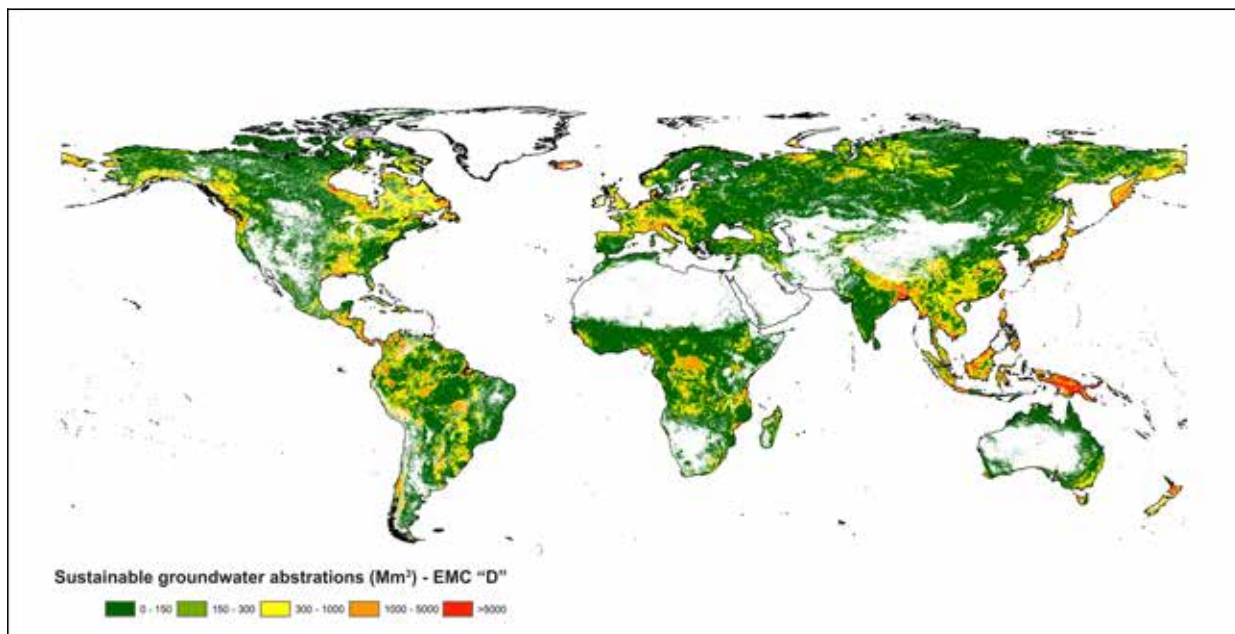 Sustainable groundwater abstrations (Mm³) - EMC “D”
0 - 150 150 - 300 300 - 1000 1000 - 5000 >5000